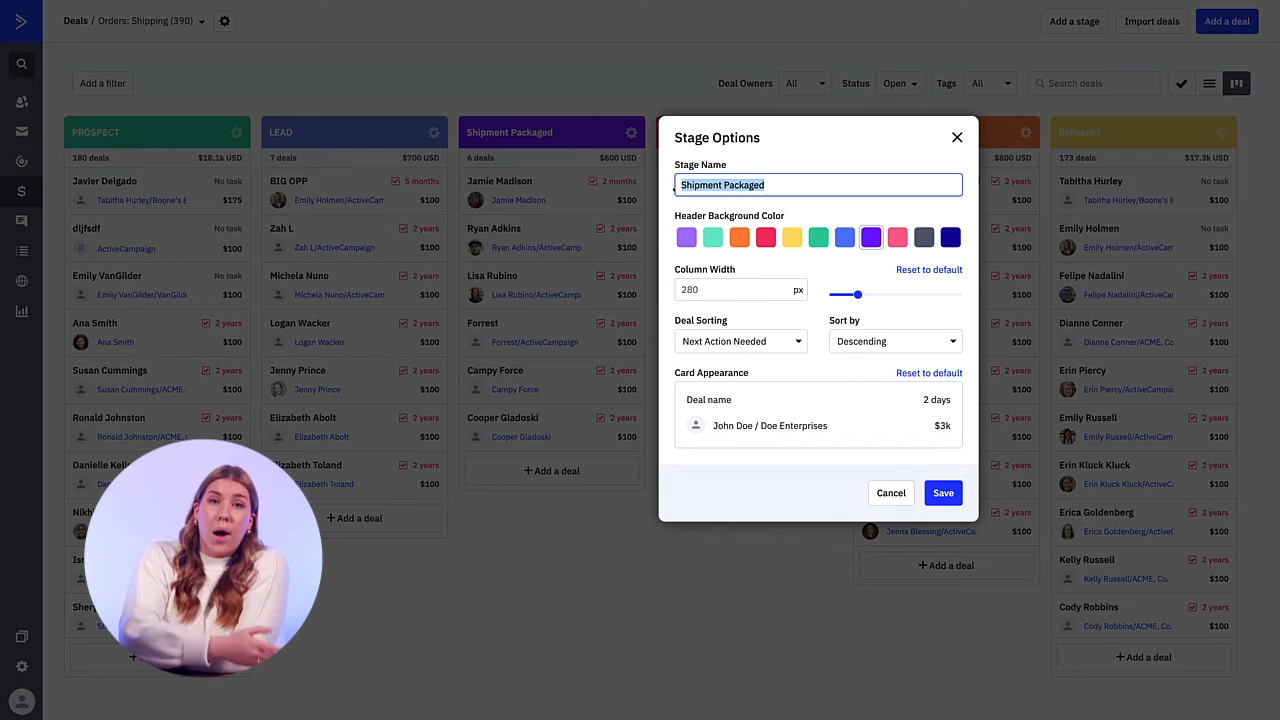 Deals / Orders: Shipping (390)
Add a stage
Import deals
Add a deal
Add a filter
Deal Owners
All
Status
Open
Tags
All
Search deals
PROSPECT
180 deals
$18.1k USD
Javier Delgado
No task
Tabitha Hurley/Boone's E
$175
dljfsdf
No task
ActiveCampaign
$100
Emily VanGilder
No task
Emily VanGilder/VanGild
$100
Ana Smith
2 years
Ana Smith
$100
Susan Cummings
2 years
Susan Cummings/ACME,
$100
Ronald Johnston
2 years
Ronald Johnston/ACME,
$100
LEAD
7 deals
$700 USD
BIG OPP
5 months
Emily Holmen/ActiveCam
$100
Zah L
2 years
Zah L/ActiveCampaign
$100
Michela Nuno
2 years
Michela Nuno/ActiveCam
$100
Logan Wacker
2 years
Logan Wacker
$100
Jenny Prince
2 years
Jenny Prince
$100
Elizabeth Abolt
2 years
Elizabeth Abolt
$100
Elizabeth Toland
2 years
Elizabeth Toland
$100
+ Add a deal
Shipment Packaged
6 deals
$600 USD
Jamie Madison
2 months
Jamie Madison
$100
Ryan Adkins
2 years
Ryan Adkins/ActiveCamp
$100
Lisa Rubino
2 years
Lisa Rubino/ActiveCampa
$100
Forrest
2 years
Forrest/ActiveCampaign
$100
Campy Force
2 years
Campy Force
$100
Cooper Gladoski
2 years
Cooper Gladoski
$100
+ Add a deal
Stage Options
Stage Name
Shipment Packaged
Header Background Color
Column Width
Reset to default
280
px
Deal Sorting
Sort by
Next Action Needed
Descending
Card Appearance
Reset to default
Deal name
2 days
John Doe / Doe Enterprises
$3k
Cancel
Save
$800 USD
2 years
$100
2 years
$100
2 years
$100
2 years
$100
2 years
$100
2 years
$100
2 years
$100
2 years
Jenna Blessing/ActiveCa
$100
+ Add a deal
Delivered
173 deals
$17.3k USD
Tabitha Hurley
No task
Tabitha Hurley/Boone's E
$100
Emily Holmen
No task
Emily Holmen/ActiveCam
$100
Felipe Nadalini
2 years
Felipe Nadalini/ActiveCa
$100
Dianne Conner
2 years
Dianne Conner/ACME, Co.
$100
Erin Piercy
2 years
Erin Piercy/ActiveCampai
$100
Emily Russell
2 years
Emily Russell/ActiveCam
$100
Erin Kluck Kluck
2 years
Erin Kluck Kluck/ActiveC
$100
Erica Goldenberg
2 years
Erica Goldenberg/ActiveC
$100
Kelly Russell
2 years
Kelly Russell/ACME, Co.
$100
Cody Robbins
2 years
Cody Robbins/ACME, Co.
$100
+ Add a deal